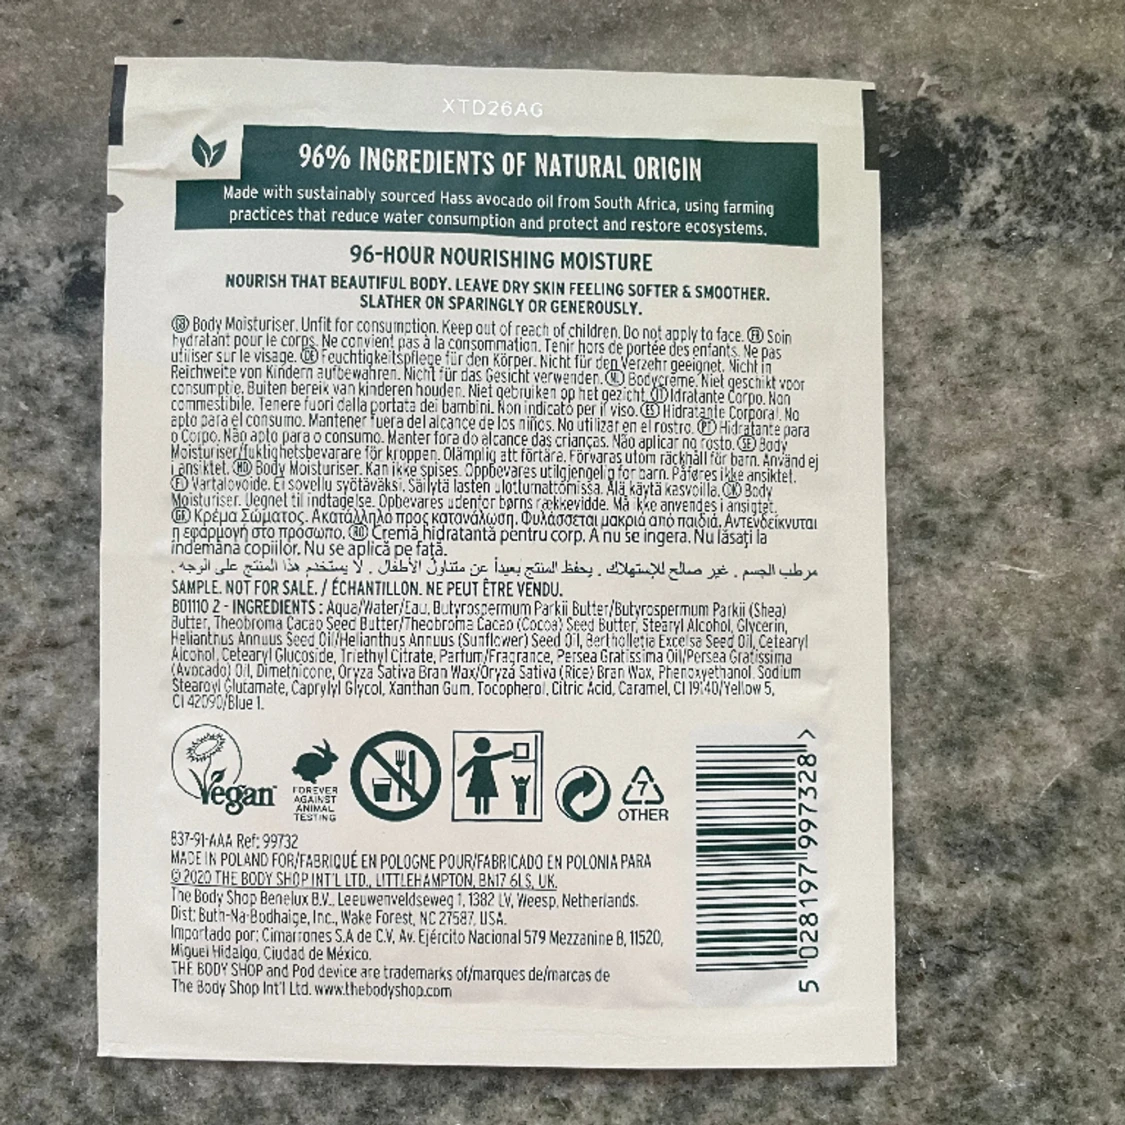 XTD26AG
96% INGREDIENTS OF NATURAL ORIGIN
Made with sustainably sourced Hass avocado oil from South Africa, using farming
practices that reduce water consumption and protect and restore ecosystems.
96-HOUR NOURISHING MOISTURE
NOURISH THAT BEAUTIFUL BODY. LEAVE DRY SKIN FEELING SOFTER & SMOOTHER.
SLATHER ON SPARINGLY OR GENEROUSLY.
GB Body Moisturiser. Unfit for consumption. Keep out of reach of children. Do not apply to face. FR Soin
hydratant pour le corps. Ne convient pas à la consommation. Tenir hors de portée des enfants. Ne pas
utiliser sur le visage. DE Feuchtigkeitspflege für den Körper. Nicht für den Verzehr geeignet. Nicht in
Reichweite von Kindern aufbewahren. Nicht für das Gesicht verwenden. NL Bodycrème. Niet geschikt voor
consumptie. Buiten bereik van kinderen houden. Niet gebruiken op het gezicht. IT Idratante Corpo. Non
commestibile. Tenere fuori dalla portata dei bambini. Non indicato per il viso. ES Hidratante Corporal. No
apto para el consumo. Mantener fuera del alcance de los niños. No utilizar en el rostro. PT Hidratante para
o Corpo. Não apto para o consumo. Manter fora do alcance das crianças. Não aplicar no rosto. SE Body
Moisturiser/fuktighetsbevarare för kroppen. Olämplig att förtära. Förvaras utom räckhåll för barn. Använd ej
i ansiktet. NO Body Moisturiser. Kan ikke spises. Oppbevares utilgjengelig for barn. Påføres ikke ansiktet.
FI Vartalovoide. Ei sovellu syötäväksi. Säilytä lasten ulottumattomissa. Älä käytä kasvoilla. DK Body
Moisturiser. Uegnet til indtagelse. Opbevares udenfor børns rækkevidde. Må ikke anvendes i ansigtet.
GR Κρέμα Σώματος. Ακατάλληλο προς κατανάλωση. Φυλάσσεται μακριά από παιδιά. Αντενδείκνυται
η εφαρμογή στο πρόσωπο. RO Cremă hidratantă pentru corp. A nu se ingera. Nu lăsați la
îndemâna copiilor. Nu se aplică pe față.
مرطب الجسم . غير صالح للإستهلاك . يحفظ المنتج بعيداً عن متناول الأطفال . لا يستخدم هذا المنتج على الوجه .
SAMPLE. NOT FOR SALE. / ÉCHANTILLON. NE PEUT ÊTRE VENDU.
B01110 2 - INGREDIENTS : Aqua/Water/Eau, Butyrospermum Parkii Butter/Butyrospermum Parkii (Shea)
Butter, Theobroma Cacao Seed Butter/Theobroma Cacao (Cocoa) Seed Butter, Stearyl Alcohol, Glycerin,
Helianthus Annuus Seed Oil/Helianthus Annuus (Sunflower) Seed Oil, Bertholletia Excelsa Seed Oil, Cetearyl
Alcohol, Cetearyl Glucoside, Triethyl Citrate, Parfum/Fragrance, Persea Gratissima Oil/Persea Gratissima
(Avocado) Oil, Dimethicone, Oryza Sativa Bran Wax/Oryza Sativa (Rice) Bran Wax, Phenoxyethanol, Sodium
Stearoyl Glutamate, Caprylyl Glycol, Xanthan Gum, Tocopherol, Citric Acid, Caramel, CI 19140/Yellow 5,
CI 42090/Blue 1.
Vegan
FOREVER
AGAINST
ANIMAL
TESTING
7
OTHER
837-91-AAA Ref: 99732
MADE IN POLAND FOR/FABRIQUÉ EN POLOGNE POUR/FABRICADO EN POLONIA PARA
© 2020 THE BODY SHOP INT'L LTD., LITTLEHAMPTON, BN17 6LS, UK.
The Body Shop Benelux B.V., Leeuwenveldseweg 1, 1382 LV, Weesp, Netherlands.
Dist: Buth-Na-Bodhaige, Inc., Wake Forest, NC 27587, USA.
Importado por: Cimarrones S.A de C.V, Av. Ejército Nacional 579 Mezzanine B, 11520,
Miguel Hidalgo, Ciudad de México.
THE BODY SHOP and Pod device are trademarks of/marques de/marcas de
The Body Shop Int'l Ltd. www.thebodyshop.com
5 028197 997328 >